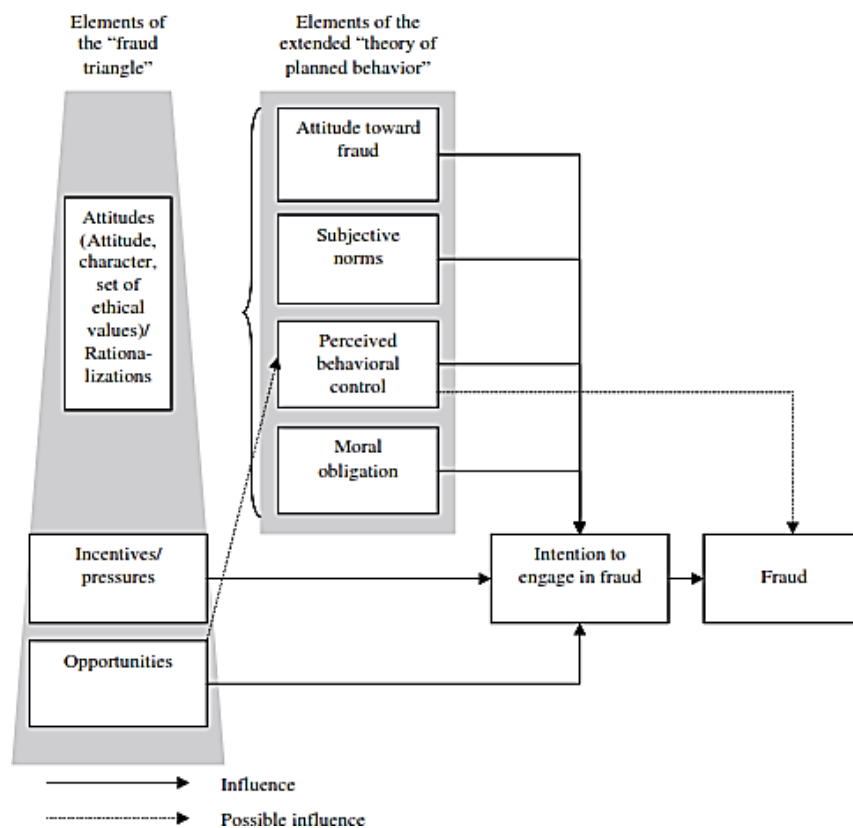 Elements of
the “fraud
triangle”
Elements of the
extended “theory of
planned behavior”
Attitude toward
fraud
Attitudes
(Attitude,
character,
set of
ethical
values)/
Rationa-
lizations
Subjective
norms
Perceived
behavioral
control
Moral
obligation
Incentives/
pressures
Intention to
engage in fraud
Fraud
Opportunities
Influence
Possible influence